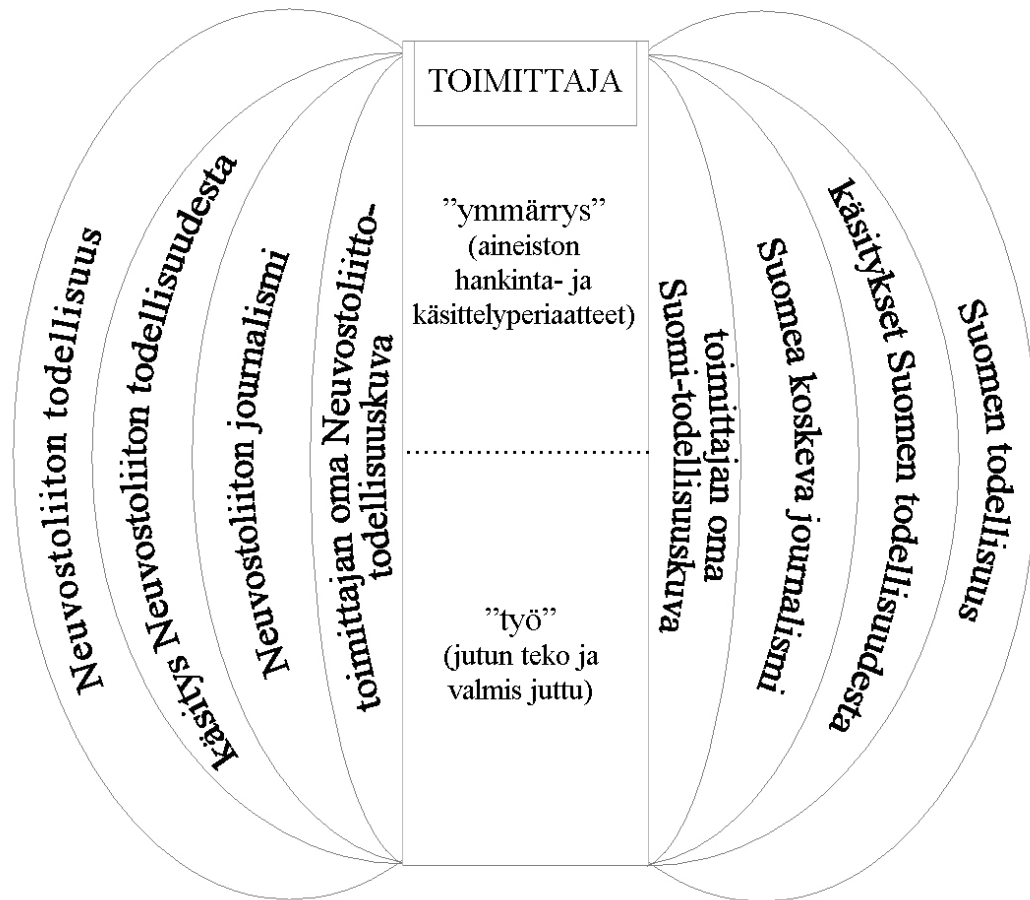 TOIMITTAJA
”ymmärrys”
(aineiston
hankinta- ja
käsittelyperiaatteet)
”työ”
(jutun teko ja
valmis juttu)
Neuvostoliiton todellisuus
käsitys Neuvostoliiton todellisuudesta
Neuvostoliiton journalismi
toimittajan oma Neuvostoliitto-
todellisuuskuva
toimittajan oma
Suomi-todellisuuskuva
Suomea koskeva journalismi
käsitykset Suomen todellisuudesta
Suomen todellisuus